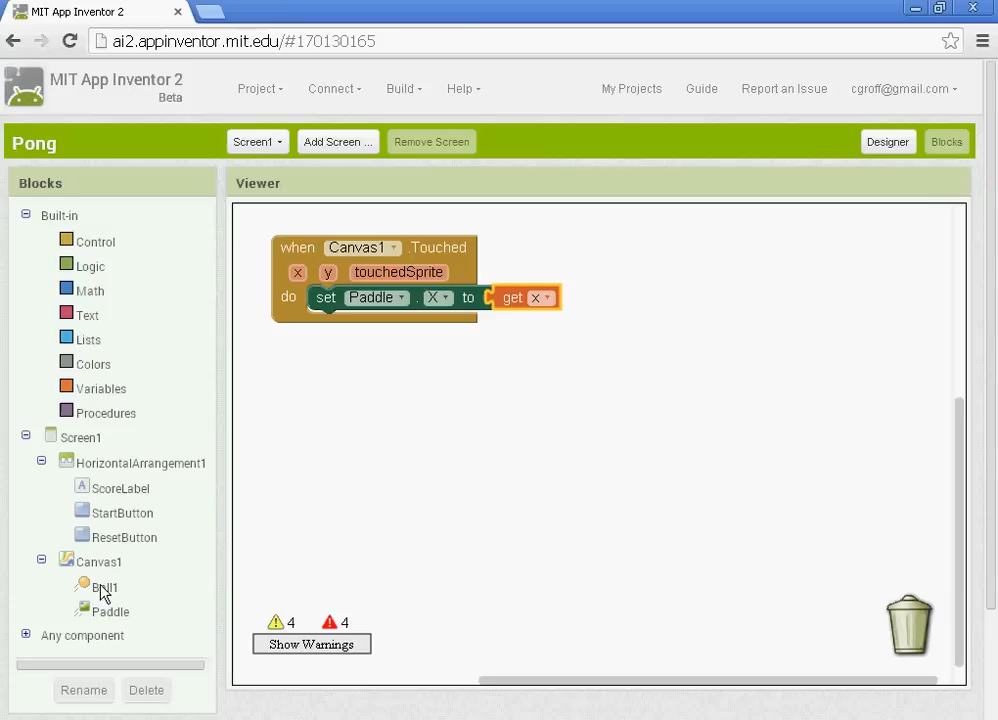 MIT App Inventor 2
ai2.appinventor.mit.edu/#170130165
MIT App Inventor 2
Beta
Project
Connect
Build
Help
My Projects
Guide
Report an Issue
cgroff@gmail.com
Pong
Screen1
Add Screen ...
Remove Screen
Designer
Blocks
Blocks
Viewer
Built-in
Control
Logic
Math
Text
Lists
Colors
Variables
Procedures
Screen1
HorizontalArrangement1
A ScoreLabel
StartButton
ResetButton
Canvas1
Ball1
Paddle
Any component
Rename
Delete
when Canvas1 .Touched
x y touchedSprite
do set Paddle . X to get x
4 4
Show Warnings